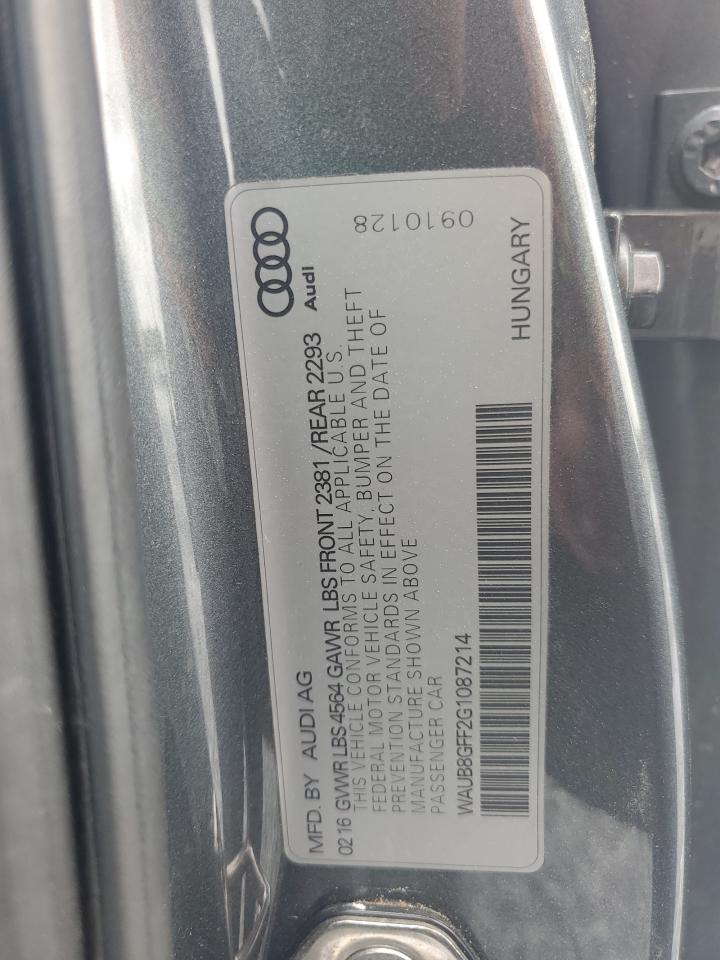 MFD. BY AUDI AG
Audi
02 16 GVWR LBS 4564 GAWR LBS FRONT 2381 /REAR 2293
THIS VEHICLE CONFORMS TO ALL APPLICABLE U.S.
FEDERAL MOTOR VEHICLE SAFETY, BUMPER AND THEFT
PREVENTION STANDARDS IN EFFECT ON THE DATE OF
MANUFACTURE SHOWN ABOVE
PASSENGER CAR
0910128
WAUB8GFF2G1087214
HUNGARY